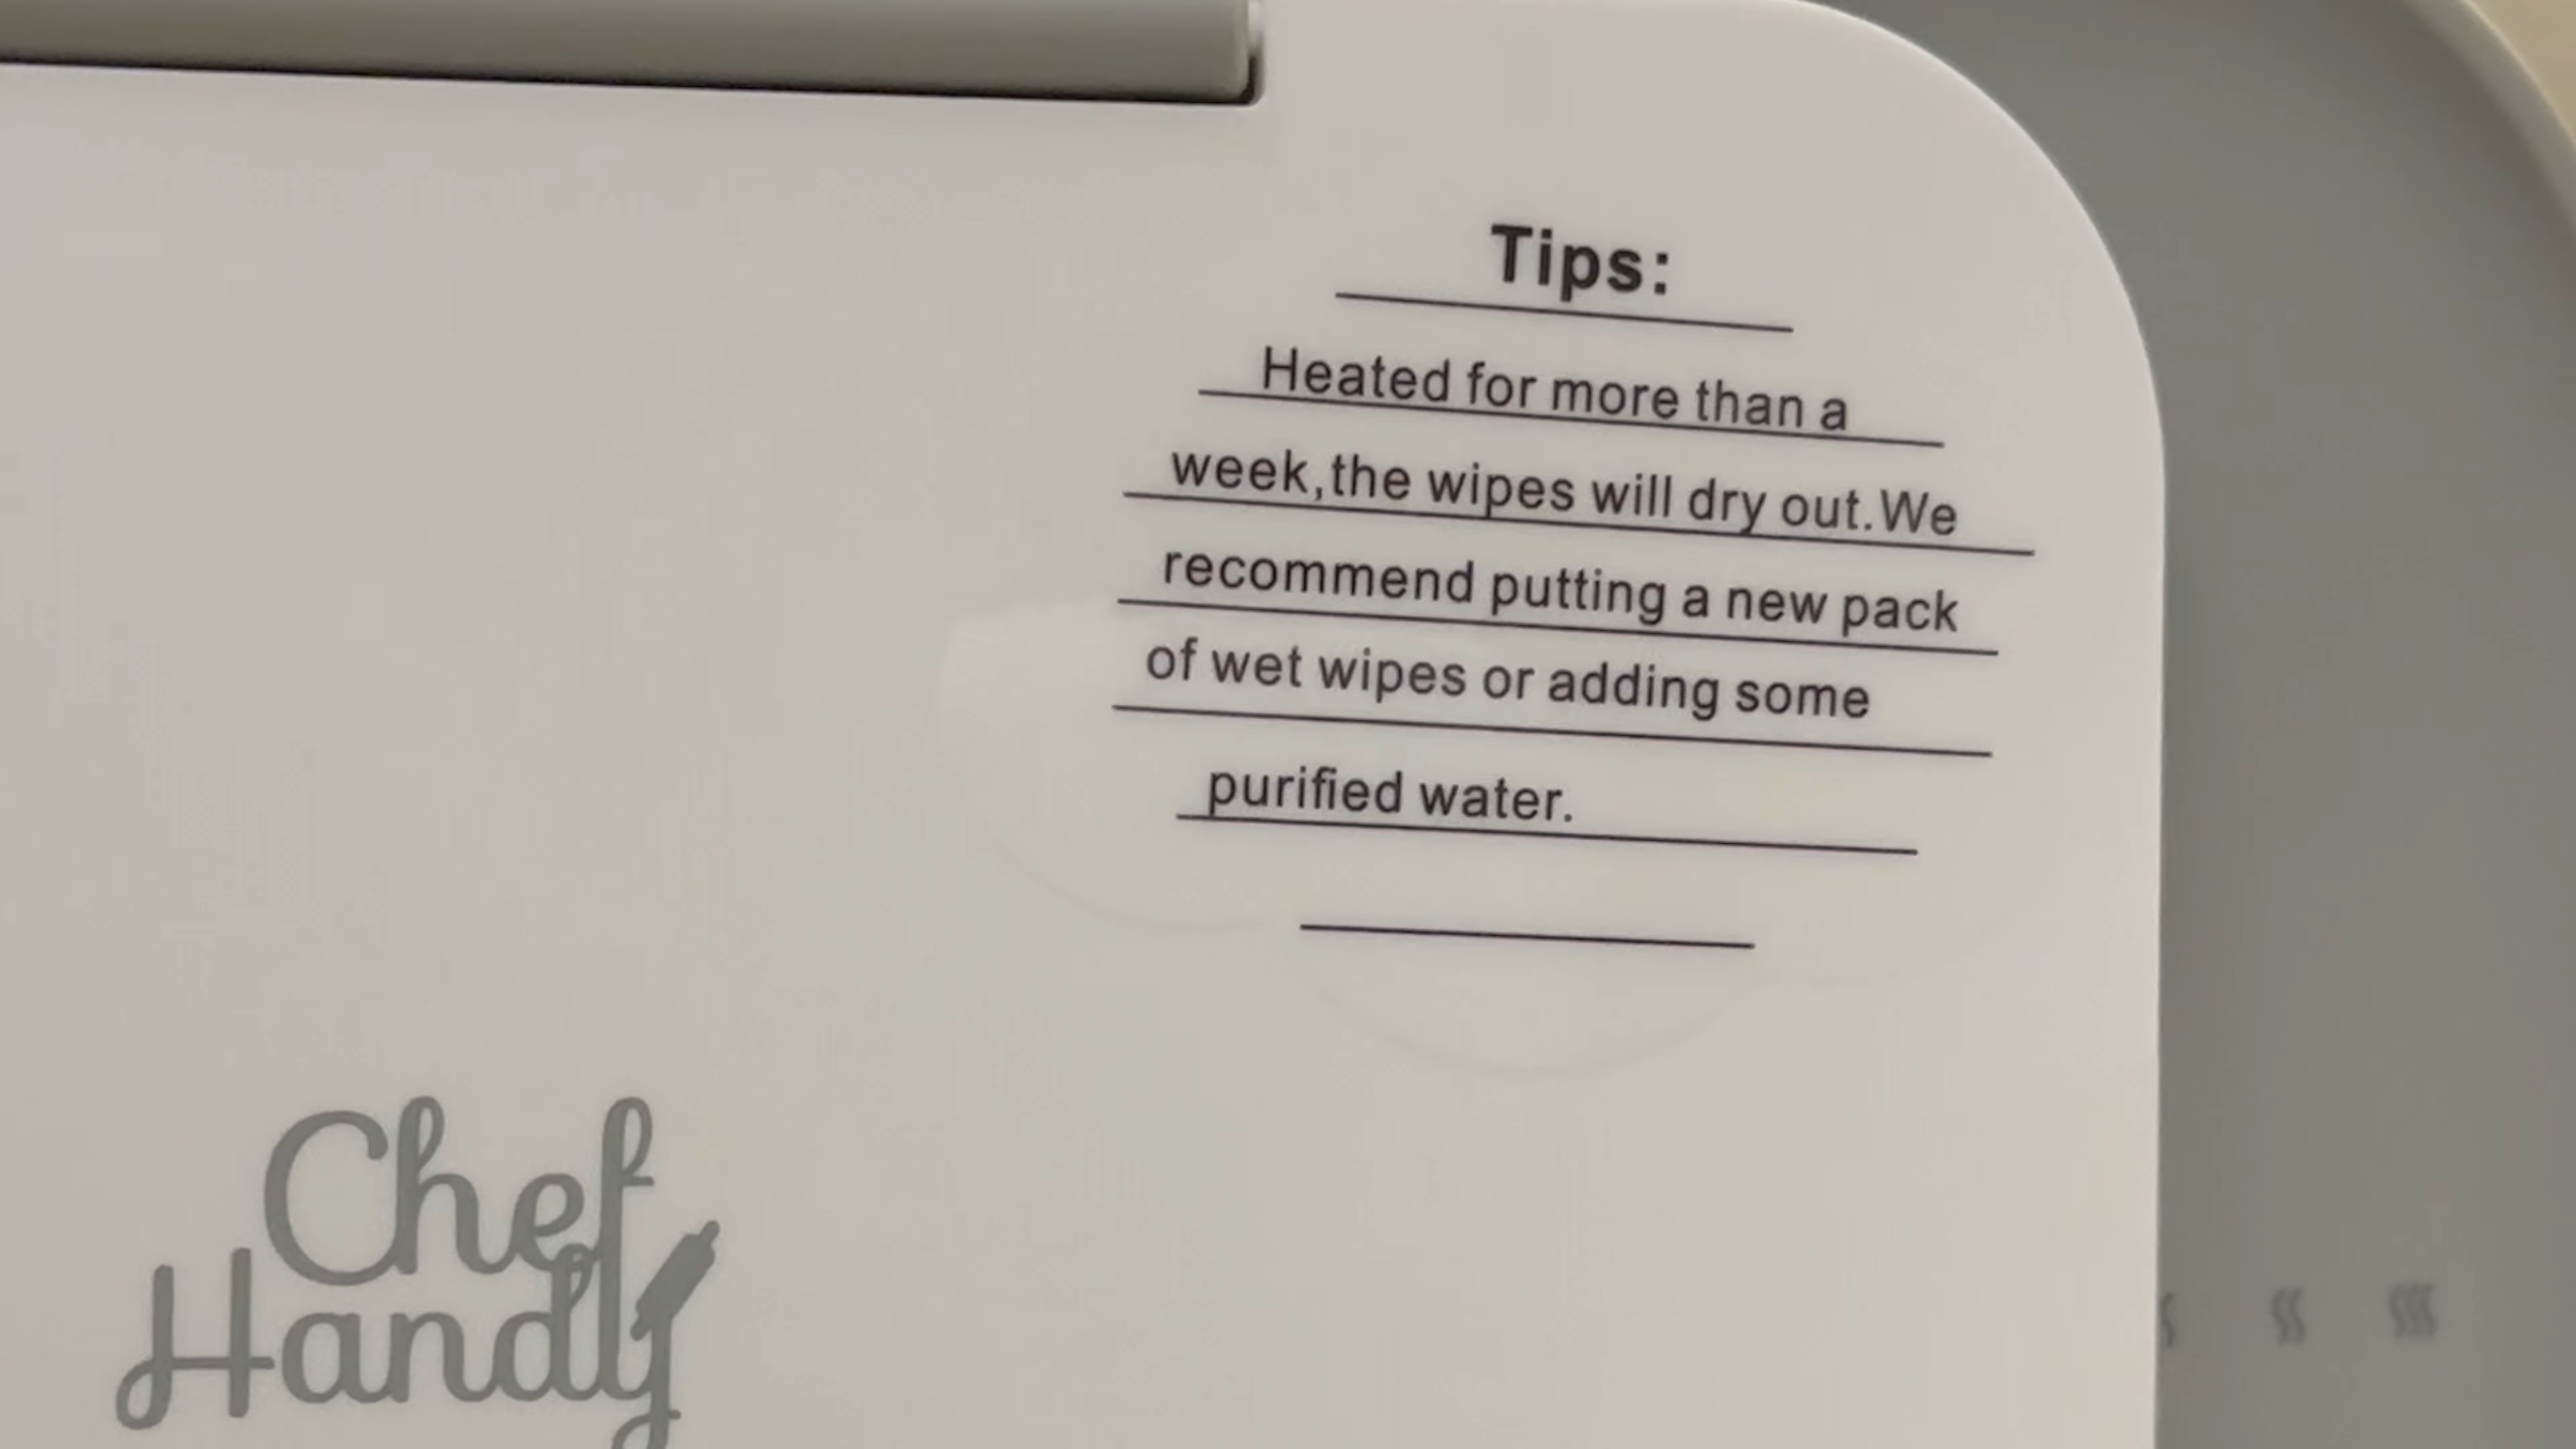 Tips:
Heated for more than a
week,the wipes will dry out.We
recommend putting a new pack
of wet wipes or adding some
purified water.
Chef
Handy